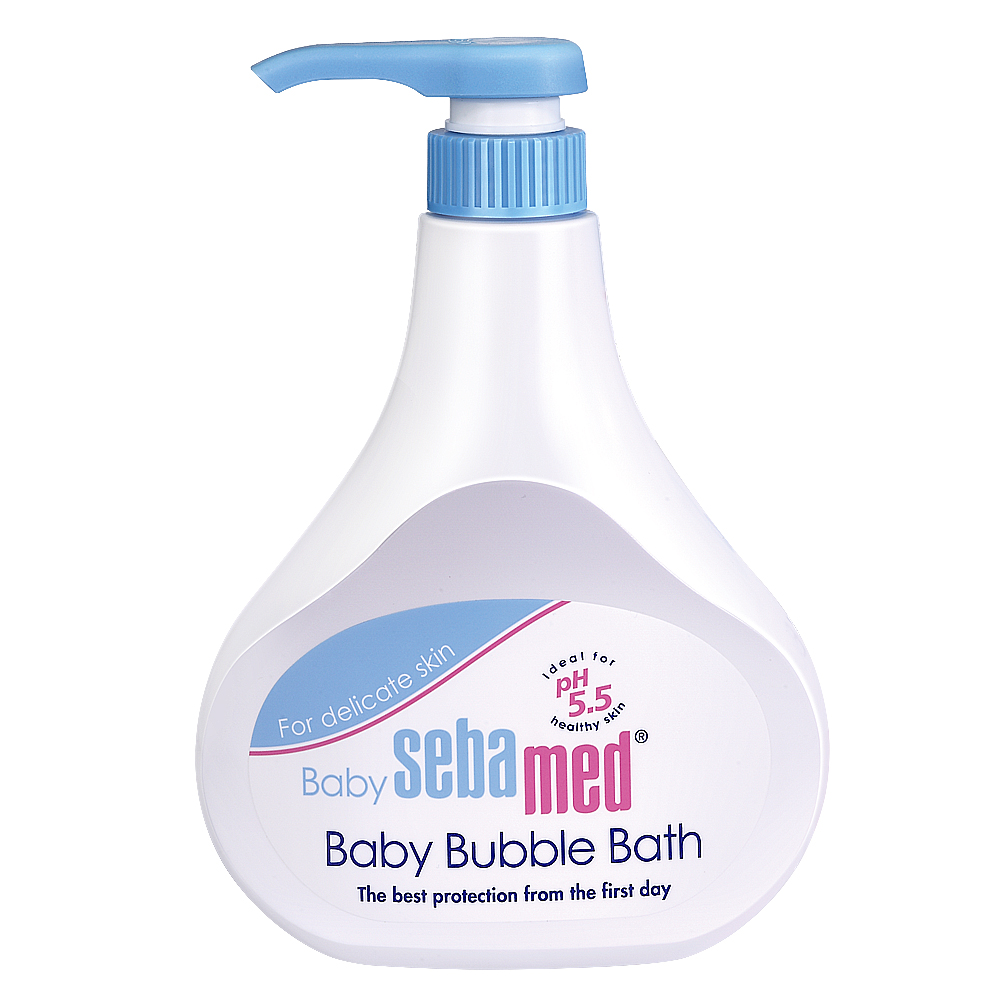 For delicate skin
ideal for
pH
5.5
healthy skin
Baby sebamed®
Baby Bubble Bath
The best protection from the first day